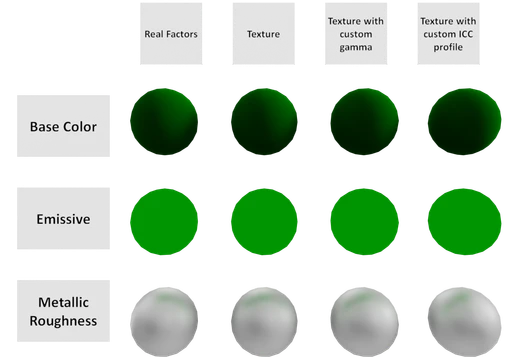 Real Factors
Texture
Texture with
custom
gamma
Texture with
custom ICC
profile
Base Color
Emissive
Metallic
Roughness